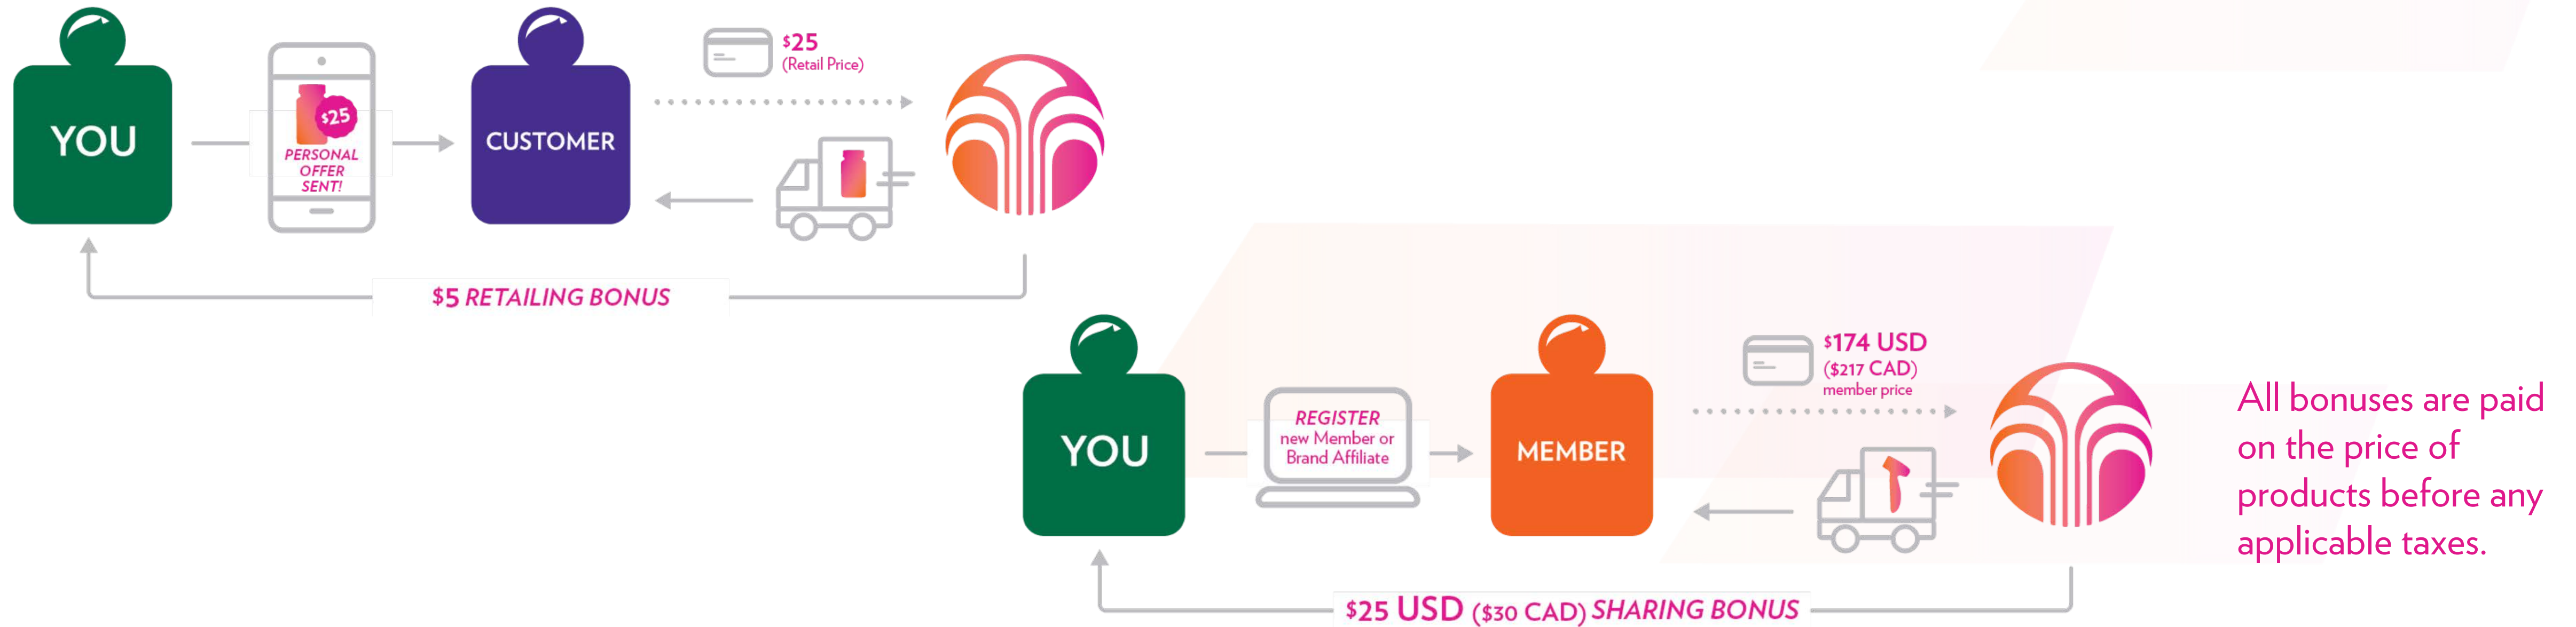 YOU
$25
PERSONAL
OFFER
SENT!
CUSTOMER
$25
(Retail Price)
$5 RETAILING BONUS
YOU
REGISTER
new Member or
Brand Affiliate
MEMBER
$174 USD
($217 CAD)
member price
$25 USD ($30 CAD) SHARING BONUS
All bonuses are paid
on the price of
products before any
applicable taxes.